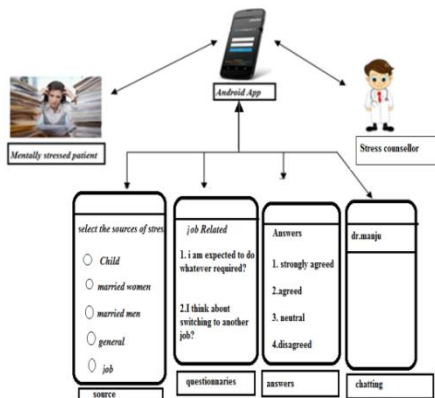 Android App
Mentally stressed patient
Stress counsellor
select the sources of stres
Child
married women
married men
general
job
source
job Related
1. i am expected to do
whatever required?
2.I think about
switching to another
job?
questionnaries
Answers
1. strongly agreed
2.agreed
3. neutral
4.disagreed
answers
dr.manju
chatting